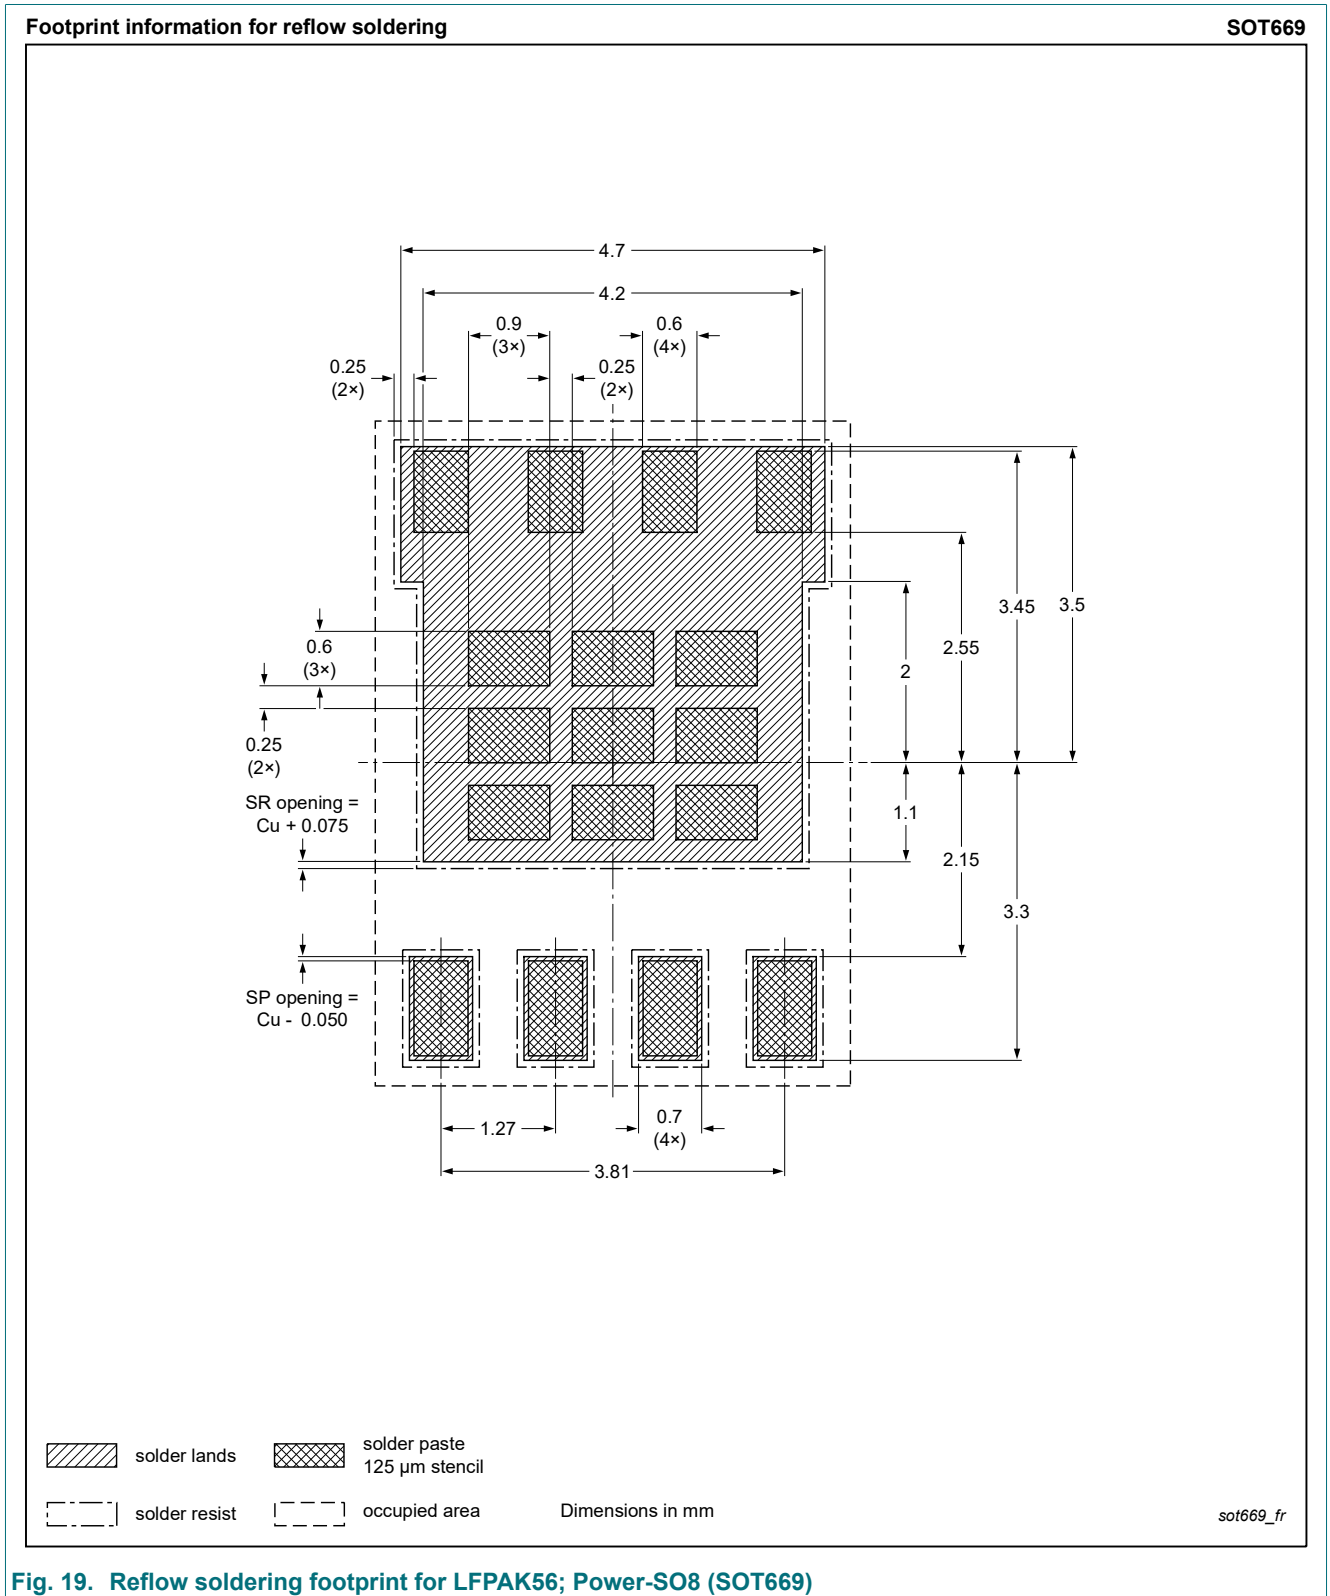 Footprint information for reflow soldering
SOT669
4.7
4.2
0.9
(3×)
0.6
(4×)
0.25
(2×)
0.25
(2×)
3.45
3.5
2.55
2
0.6
(3×)
0.25
(2×)
SR opening =
Cu + 0.075
1.1
2.15
3.3
SP opening =
Cu - 0.050
1.27
0.7
(4×)
3.81
solder lands
solder paste
125 µm stencil
solder resist
occupied area
Dimensions in mm
sot669_fr
Fig. 19. Reflow soldering footprint for LFPAK56; Power-SO8 (SOT669)